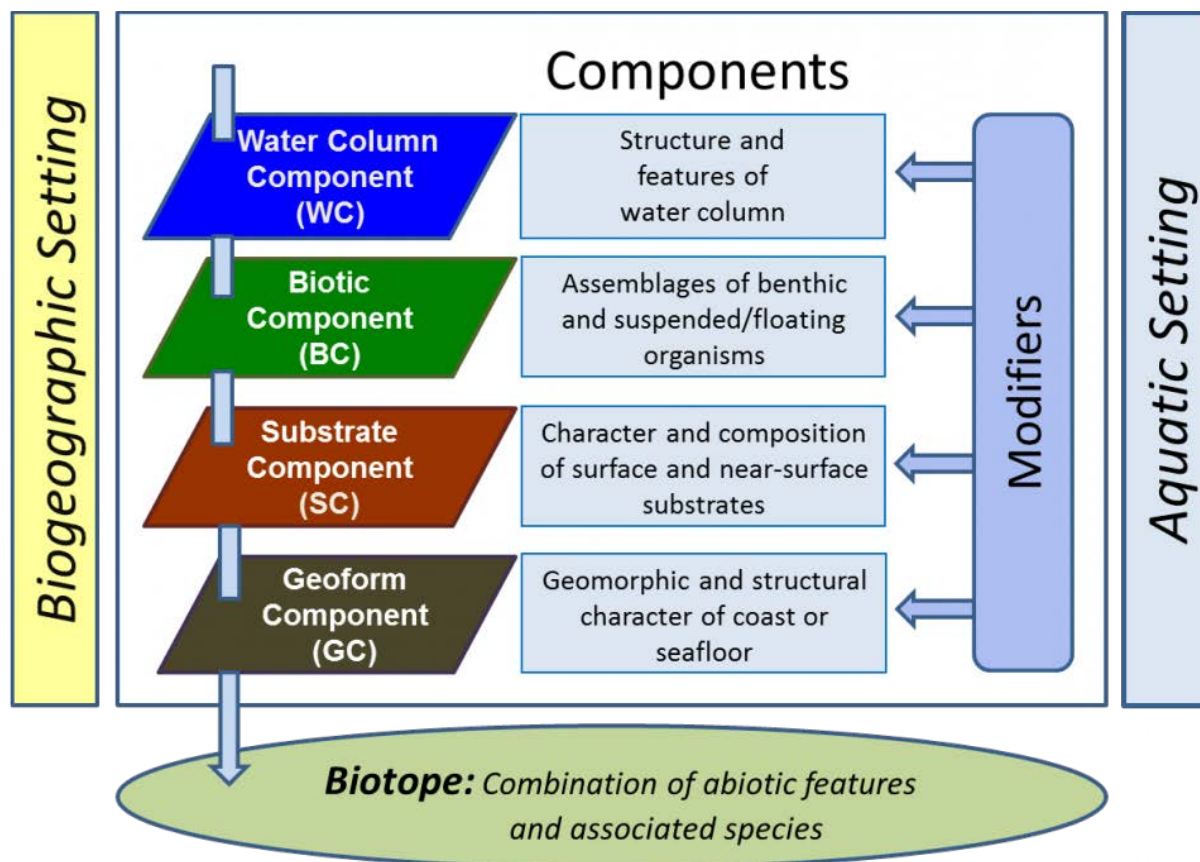 Biogeographic Setting
Components
Water Column
Component
(WC)
Structure and
features of
water column
Biotic
Component
(BC)
Assemblages of benthic
and suspended/floating
organisms
Substrate
Component
(SC)
Character and composition
of surface and near-surface
substrates
Geoform
Component
(GC)
Geomorphic and structural
character of coast or
seafloor
Modifiers
Aquatic Setting
Biotope: Combination of abiotic features
and associated species